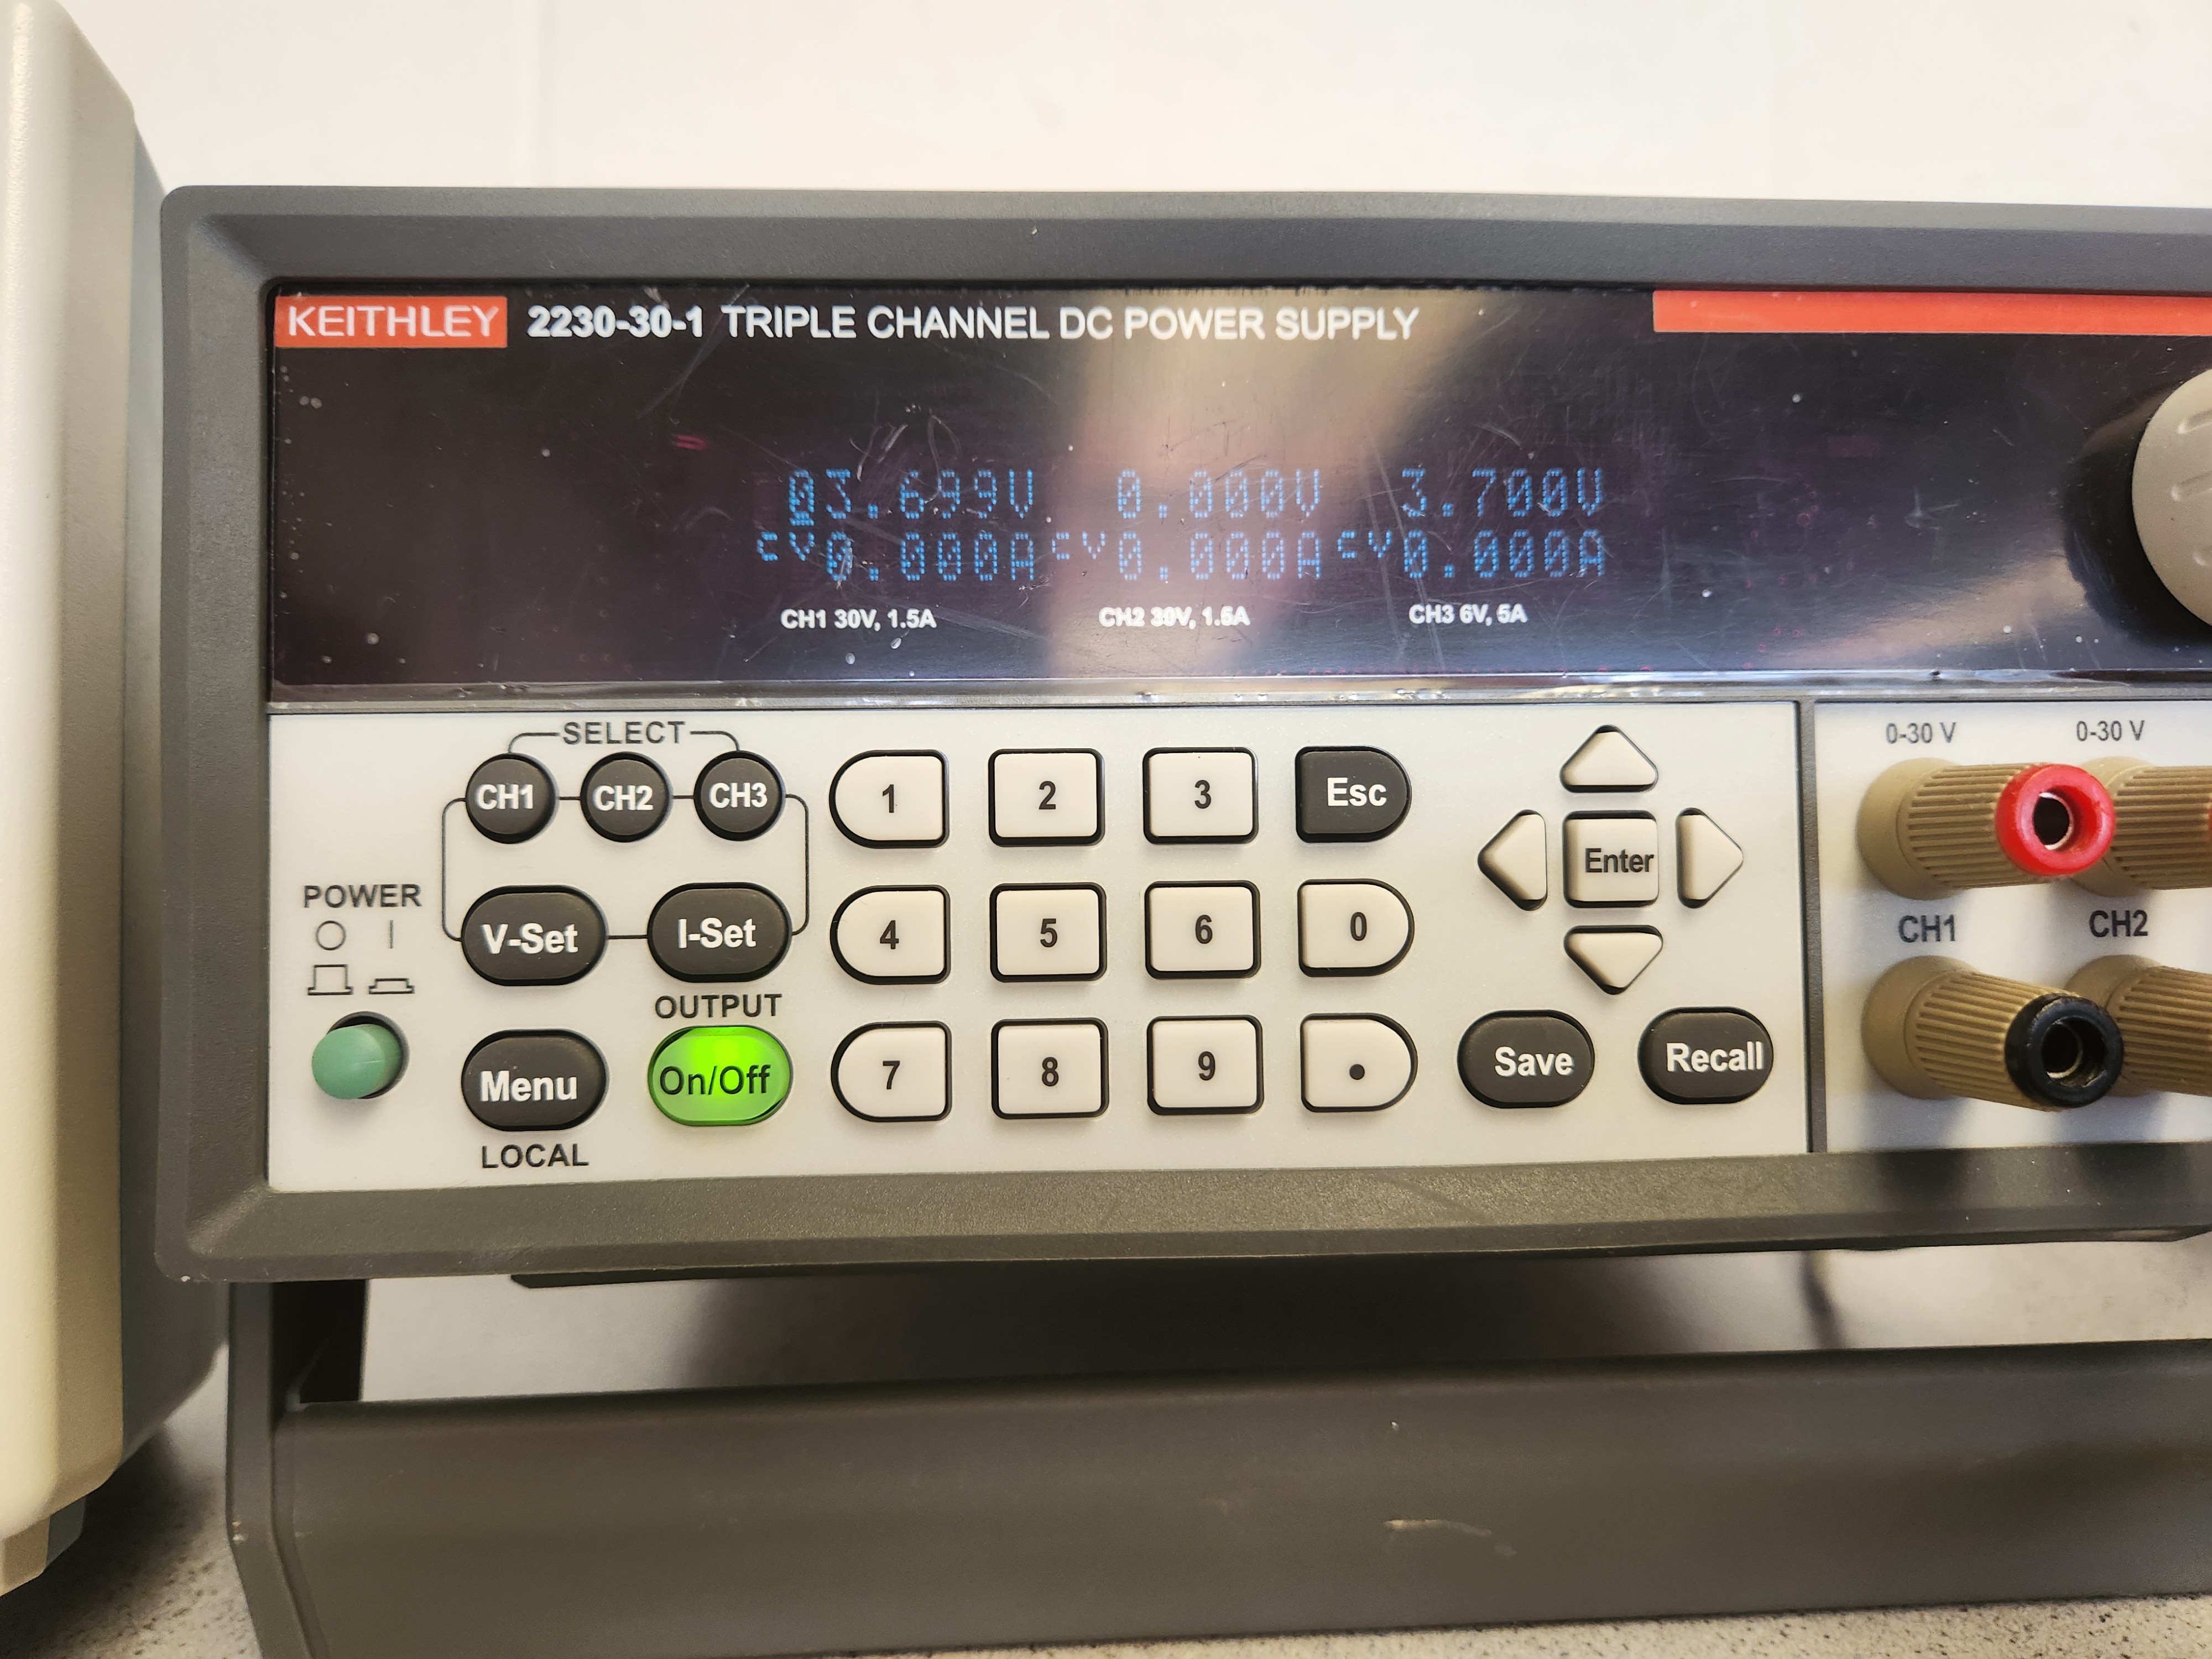 KEITHLEY 2230-30-1 TRIPLE CHANNEL DC POWER SUPPLY
03.699V 0.000V 3.700V
CV0.000A CV0.000A CV0.000A
CH1 30V, 1.5A CH2 30V, 1.5A CH3 6V, 5A
SELECT
CH1 CH2 CH3
1 2 3 Esc
POWER
V-Set I-Set
4 5 6 0
Enter
OUTPUT
Menu On/Off
7 8 9 .
Save Recall
LOCAL
0-30 V 0-30 V
CH1 CH2